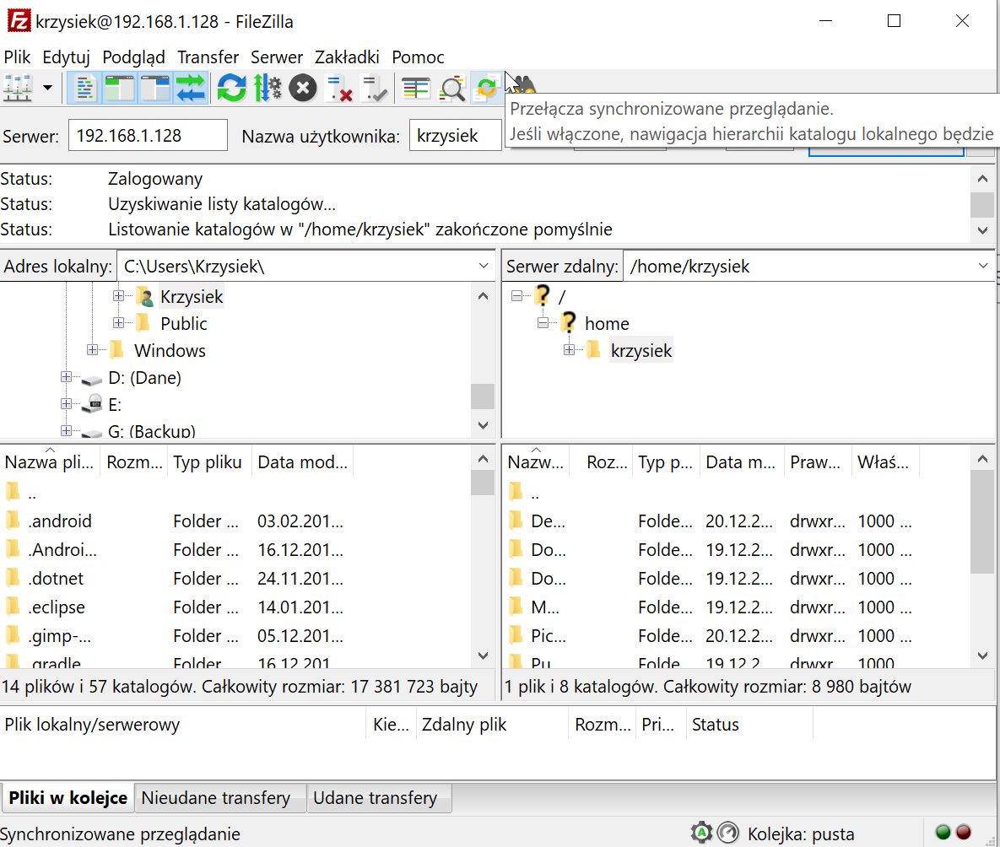 krzysiek@192.168.1.128 - FileZilla
Plik Edytuj Podgląd Transfer Serwer Zakładki Pomoc
Serwer: 192.168.1.128 Nazwa użytkownika: krzysiek
Przełącza synchronizowane przeglądanie.
Jeśli włączone, nawigacja hierarchii katalogu lokalnego będzie
Status: Zalogowany
Status: Uzyskiwanie listy katalogów...
Status: Listowanie katalogów w "/home/krzysiek" zakończone pomyślnie
Adres lokalny: C:\Users\Krzysiek\
Krzysiek
Public
Windows
D: (Dane)
E:
G: (Backup)
Serwer zdalny: /home/krzysiek
/
home
krzysiek
Nazwa pli... Rozm... Typ pliku Data mod...
..
.android Folder ... 03.02.201...
.Androi... Folder ... 16.12.201...
.dotnet Folder ... 24.11.201...
.eclipse Folder ... 14.01.201...
.gimp-... Folder ... 05.12.201...
.gradle Folder ... 16.12.201...
14 plików i 57 katalogów. Całkowity rozmiar: 17 381 723 bajty
Nazw... Roz... Typ p... Data m... Praw... Właś...
..
De... Folde... 20.12.2... drwxr... 1000 ...
Do... Folde... 19.12.2... drwxr... 1000 ...
Do... Folde... 19.12.2... drwxr... 1000 ...
M... Folde... 19.12.2... drwxr... 1000 ...
Pic... Folde... 20.12.2... drwxr... 1000 ...
Pu... Folde... 19.12.2... drwxr... 1000 ...
1 plik i 8 katalogów. Całkowity rozmiar: 8 980 bajtów
Plik lokalny/serwerowy Kie... Zdalny plik Rozm... Pri... Status
Pliki w kolejce Nieudane transfery Udane transfery
Synchronizowane przeglądanie Kolejka: pusta